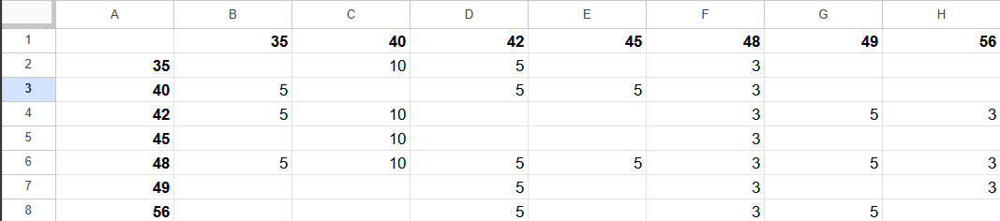 A B C D E F G H
1 35 40 42 45 48 49 56
2 35 10 5 3
3 40 5 5 5 3
4 42 5 10 3 5 3
5 45 10 3
6 48 5 10 5 5 3 5 3
7 49 5 3 3
8 56 5 3 5